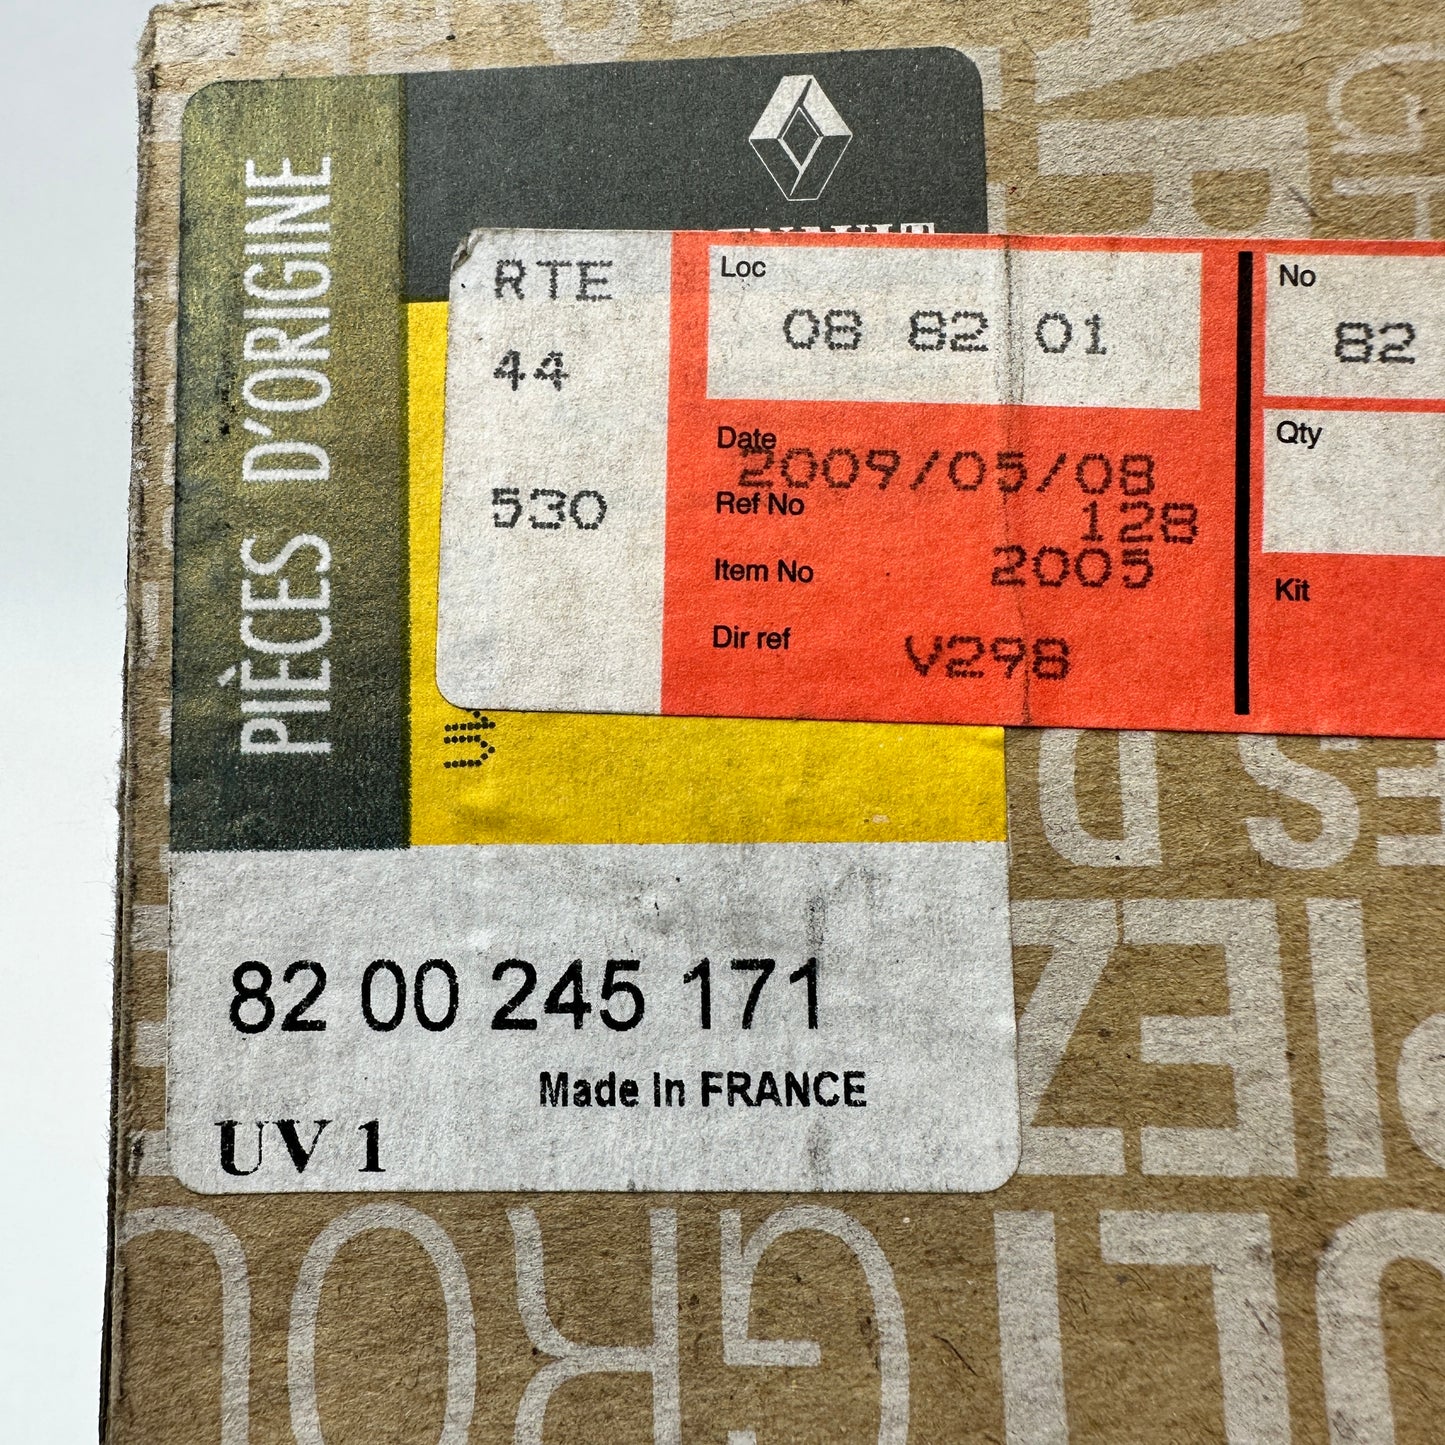 PIÈCES D'ORIGINE
RTE
44
530
Loc
08 82 01
Date
2009/05/08
Ref No
128
Item No
2005
Dir ref
V298
No
82
Qty
Kit
82 00 245 171
Made In FRANCE
UV 1